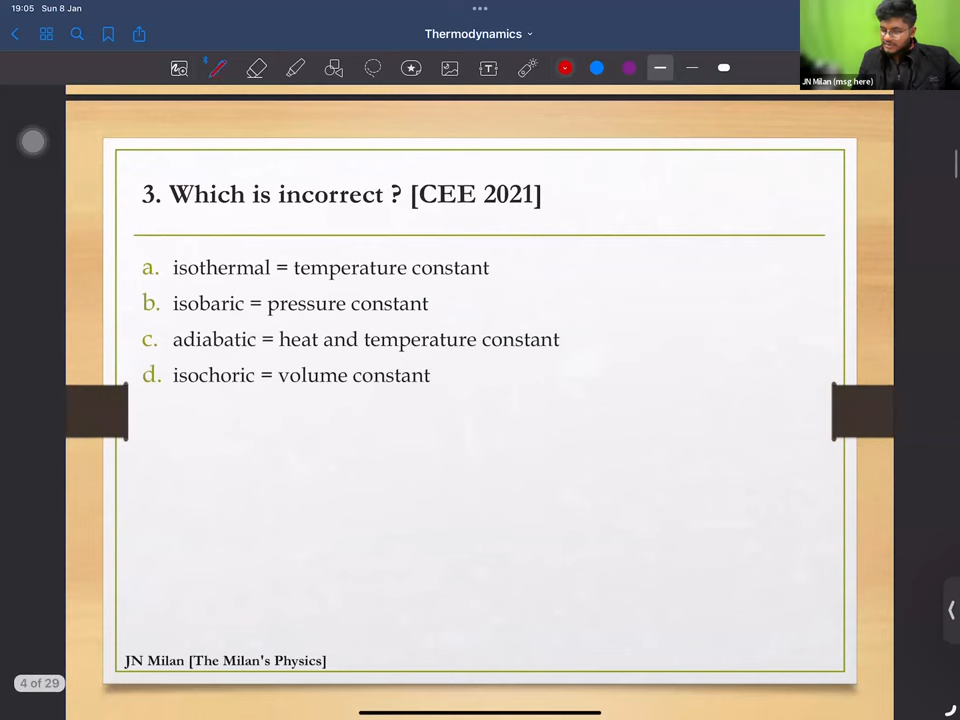 19:05 Sun 8 Jan
Thermodynamics
JN Milan (msg here)
3. Which is incorrect ? [CEE 2021]
a. isothermal = temperature constant
b. isobaric = pressure constant
c. adiabatic = heat and temperature constant
d. isochoric = volume constant
JN Milan [The Milan's Physics]
4 of 29